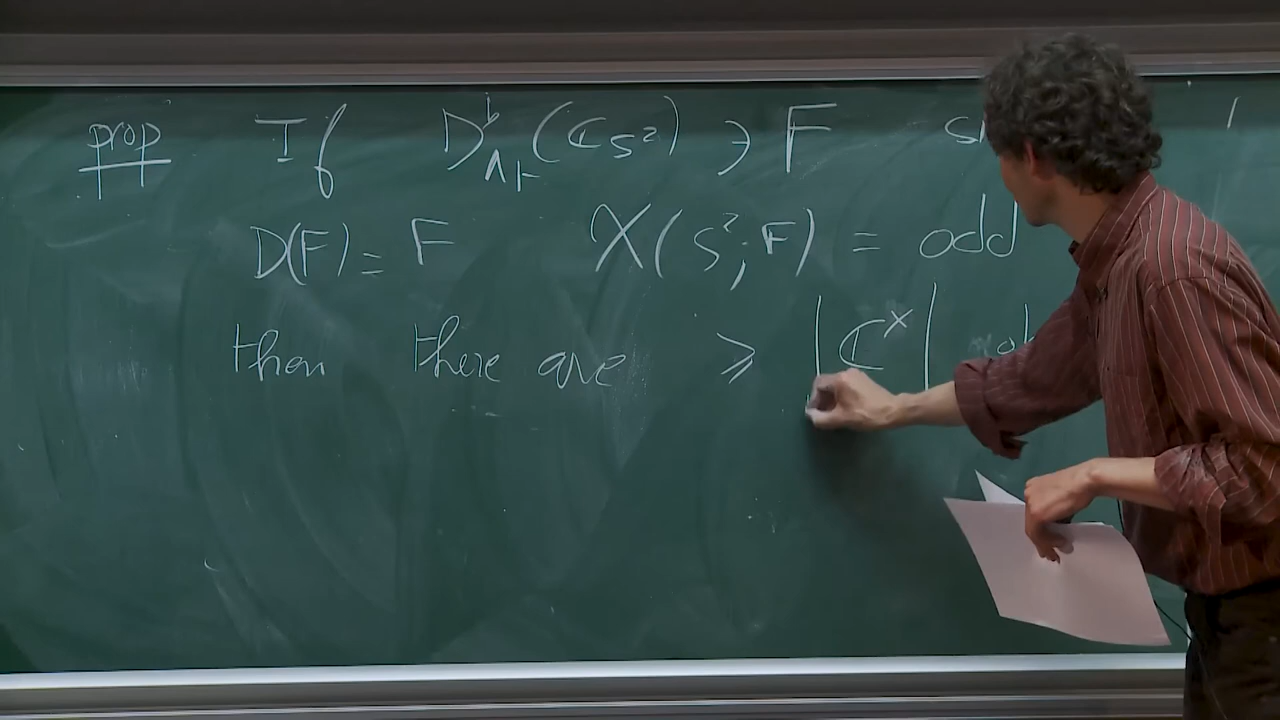 prop If D^b_{Λ+}(ℂ_{S²}) ∋ F
D(F) = F χ(S²; F) = odd
then there are ⩾ |ℂ^×|